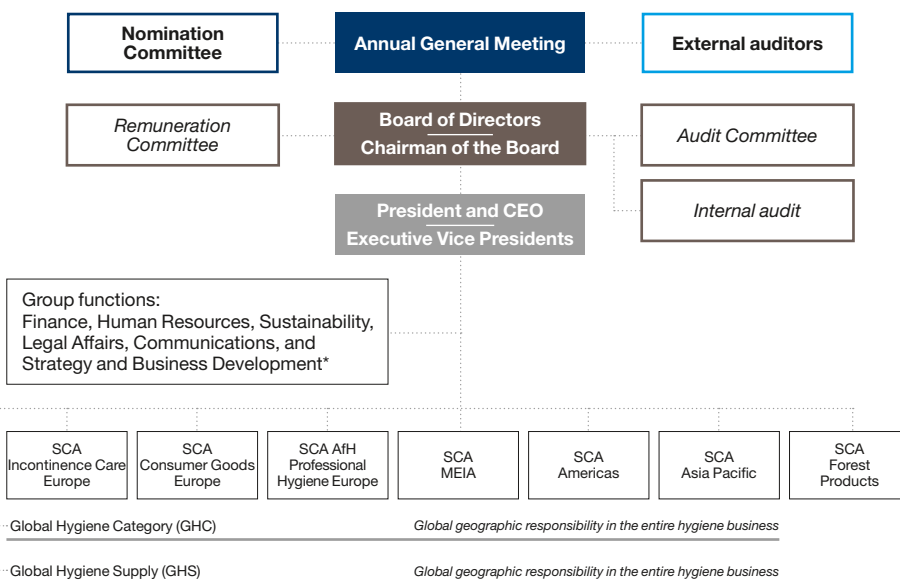 Nomination
Committee
Annual General Meeting
External auditors
Remuneration
Committee
Board of Directors
Chairman of the Board
Audit Committee
President and CEO
Executive Vice Presidents
Internal audit
Group functions:
Finance, Human Resources, Sustainability,
Legal Affairs, Communications, and
Strategy and Business Development*
SCA
Incontinence Care
Europe
SCA
Consumer Goods
Europe
SCA AfH
Professional
Hygiene Europe
SCA
MEIA
SCA
Americas
SCA
Asia Pacific
SCA
Forest
Products
Global Hygiene Category (GHC)
Global geographic responsibility in the entire hygiene business
Global Hygiene Supply (GHS)
Global geographic responsibility in the entire hygiene business